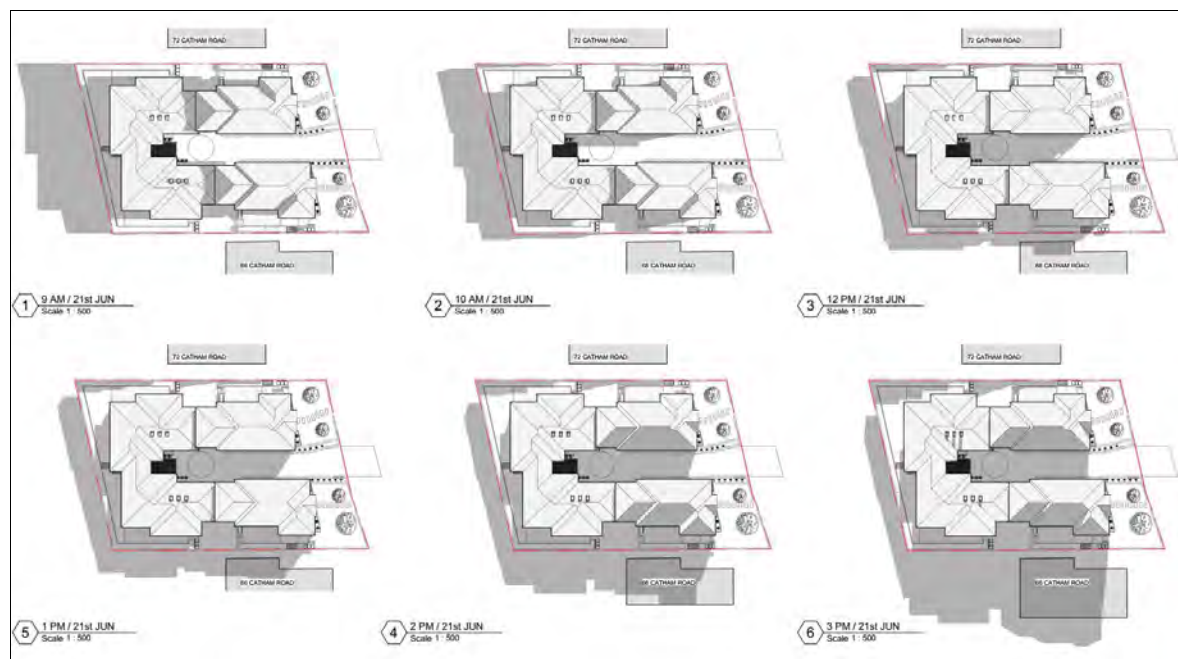 72 CATHAM ROAD
66 CATHAM ROAD
1
9 AM / 21st JUN
Scale 1 : 500
72 CATHAM ROAD
66 CATHAM ROAD
2
10 AM / 21st JUN
Scale 1 : 500
72 CATHAM ROAD
66 CATHAM ROAD
3
12 PM / 21st JUN
Scale 1 : 500
72 CATHAM ROAD
66 CATHAM ROAD
5
1 PM / 21st JUN
Scale 1 : 500
72 CATHAM ROAD
66 CATHAM ROAD
4
2 PM / 21st JUN
Scale 1 : 500
72 CATHAM ROAD
66 CATHAM ROAD
6
3 PM / 21st JUN
Scale 1 : 500